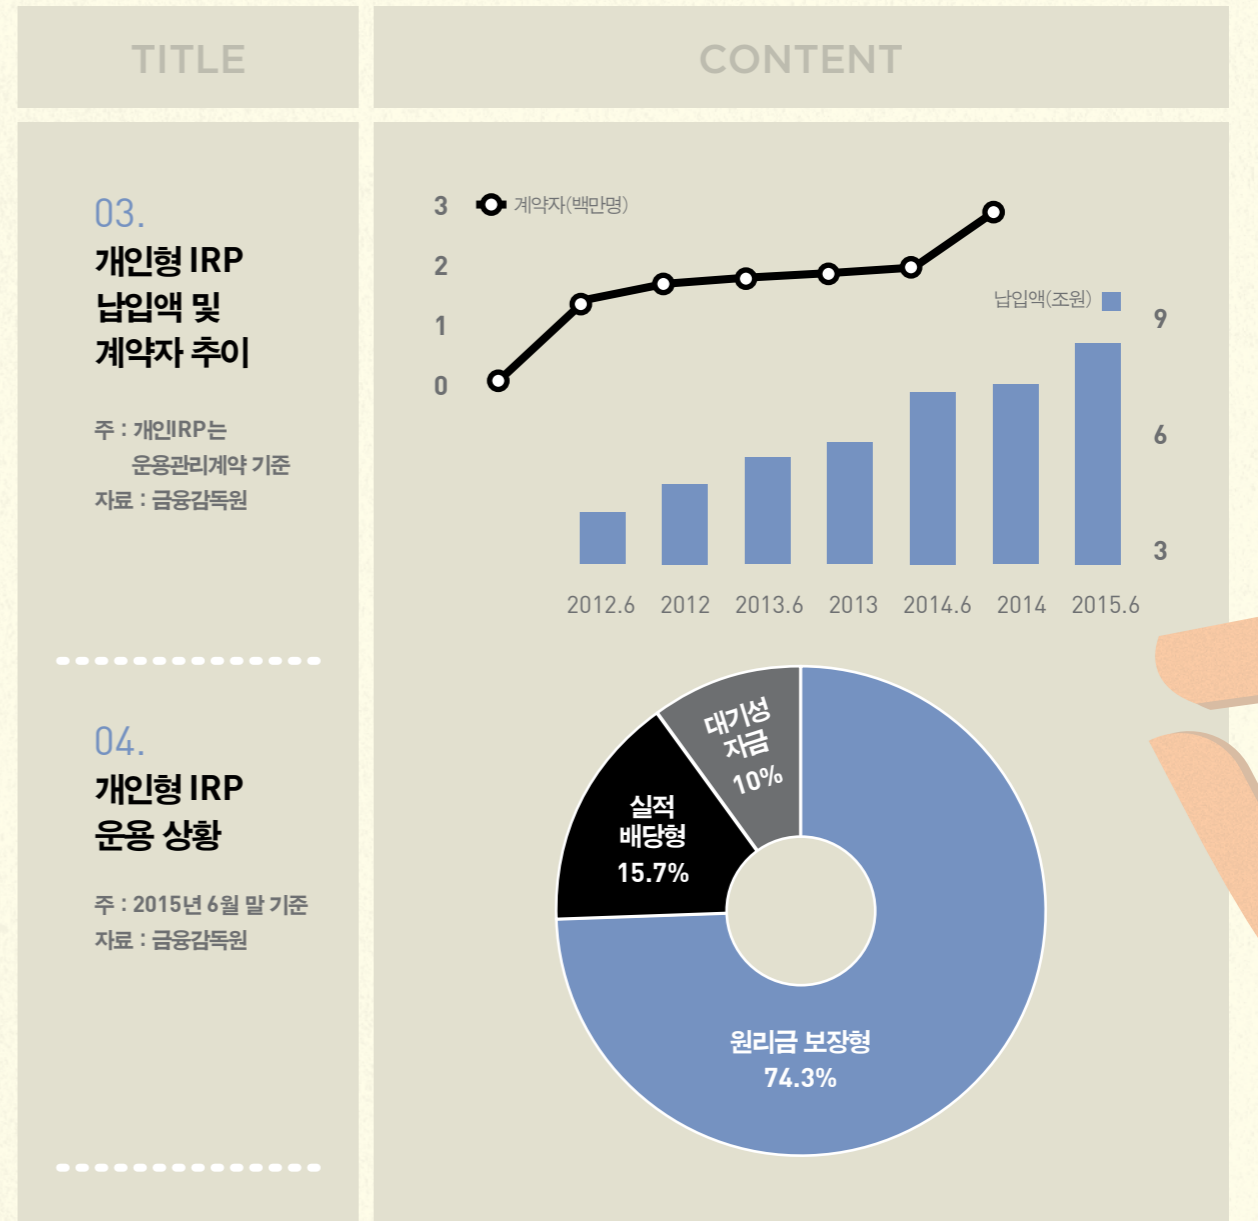 TITLE
CONTENT
03.
개인형 IRP
납입액 및
계약자 추이
주 : 개인IRP는
운용관리계약 기준
자료 : 금융감독원
3
계약자(백만명)
2
1
0
납입액(조원)
9
6
3
2012.6 2012 2013.6 2013 2014.6 2014 2015.6
04.
개인형 IRP
운용 상황
주 : 2015년 6월 말 기준
자료 : 금융감독원
대기성
자금
10%
실적
배당형
15.7%
원리금 보장형
74.3%